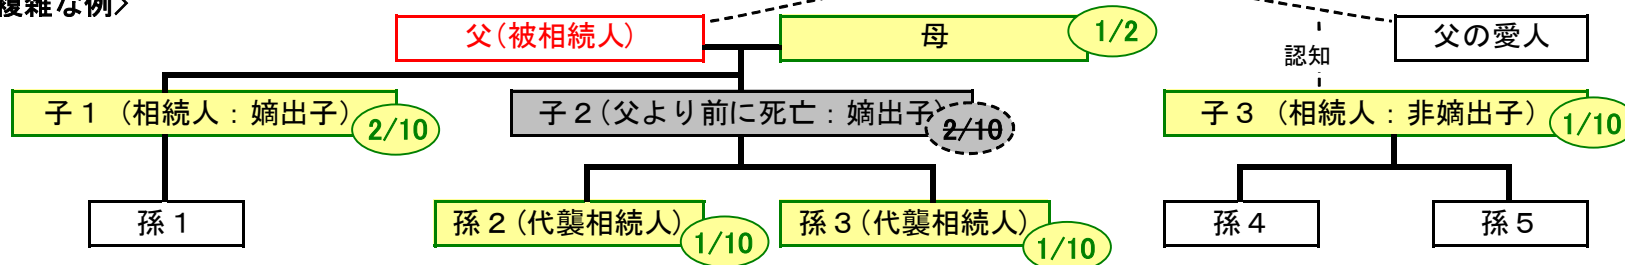 複雑な例>
父(被相続人)
母
1/2
父の愛人
認知
子1 (相続人:嫡出子)
2/10
子2(父より前に死亡:嫡出子)
2/10
子3 (相続人:非嫡出子)
1/10
孫1
孫2(代襲相続人)
1/10
孫3(代襲相続人)
1/10
孫4
孫5